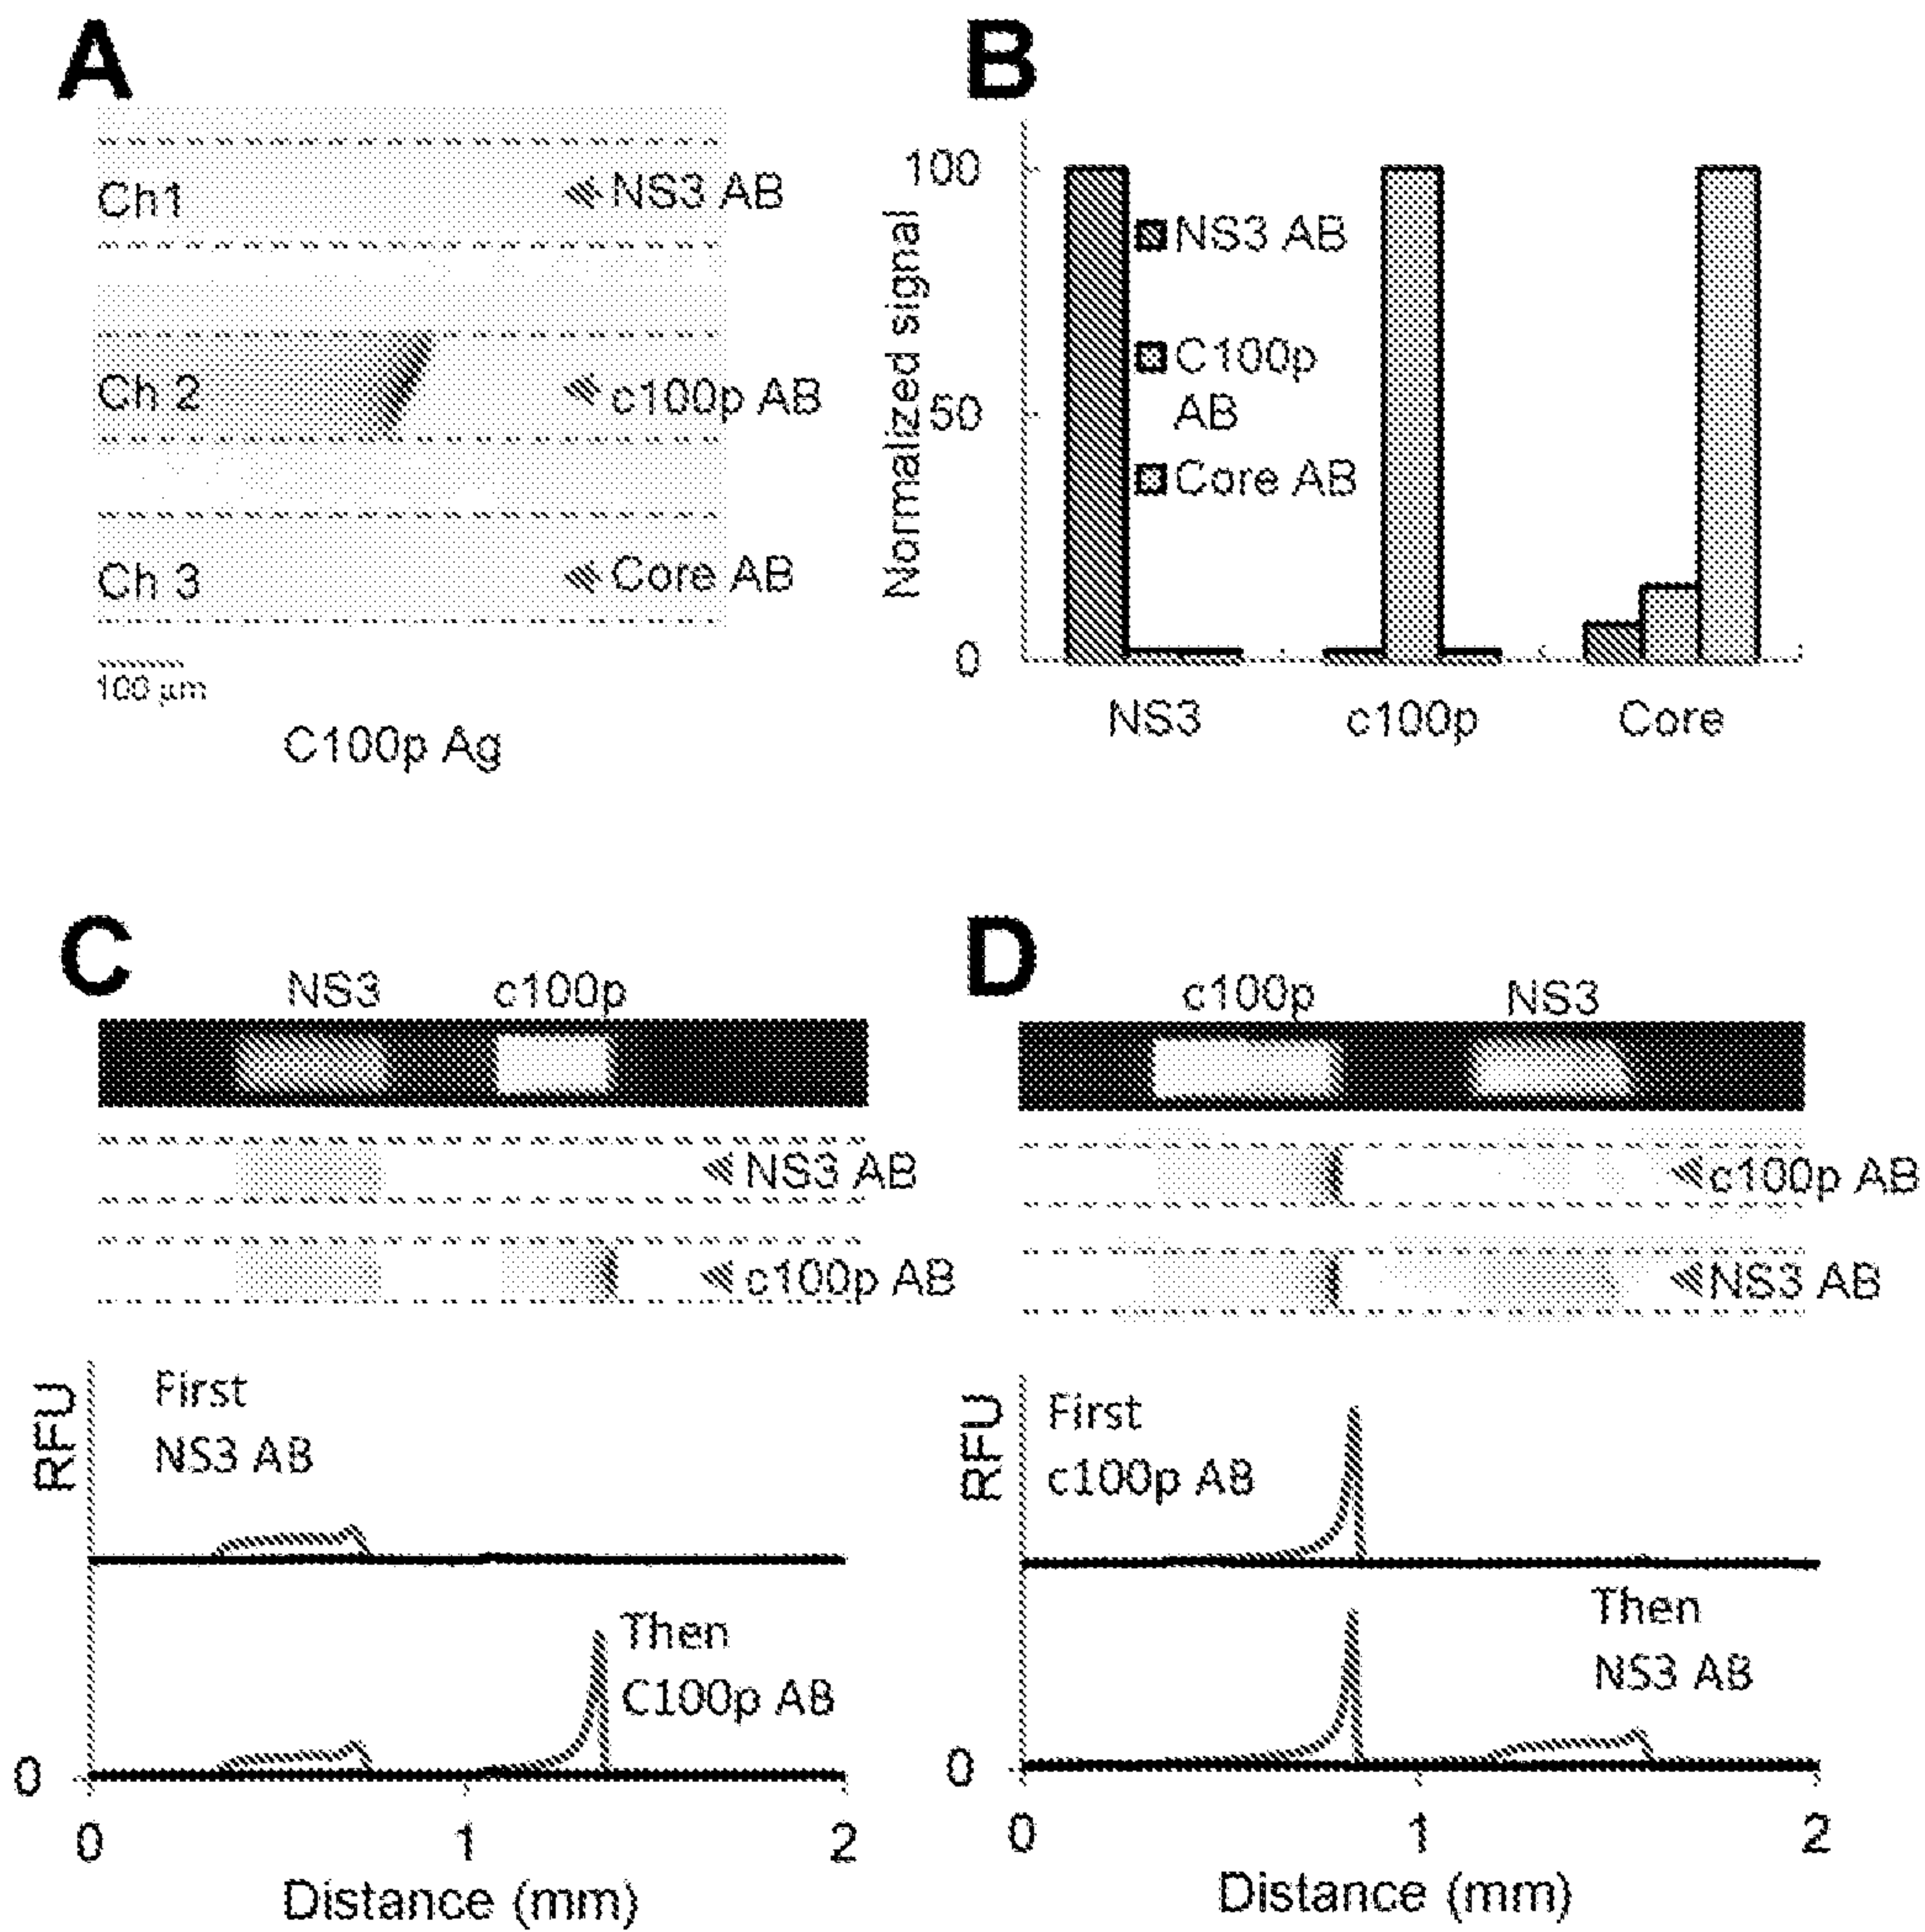 A
Ch1
NS3 AB
Ch 2
c100p AB
Ch 3
Core AB
100 µm
C100p Ag
B
Normalized signal
100
50
0
NS3 AB
C100p
AB
Core AB
NS3 c100p Core
C
NS3 c100p
NS3 AB
c100p AB
RFU
First
NS3 AB
Then
C100p AB
0
0 1 2
Distance (mm)
D
c100p NS3
c100p AB
NS3 AB
RFU
First
c100p AB
Then
NS3 AB
0
0 1 2
Distance (mm)